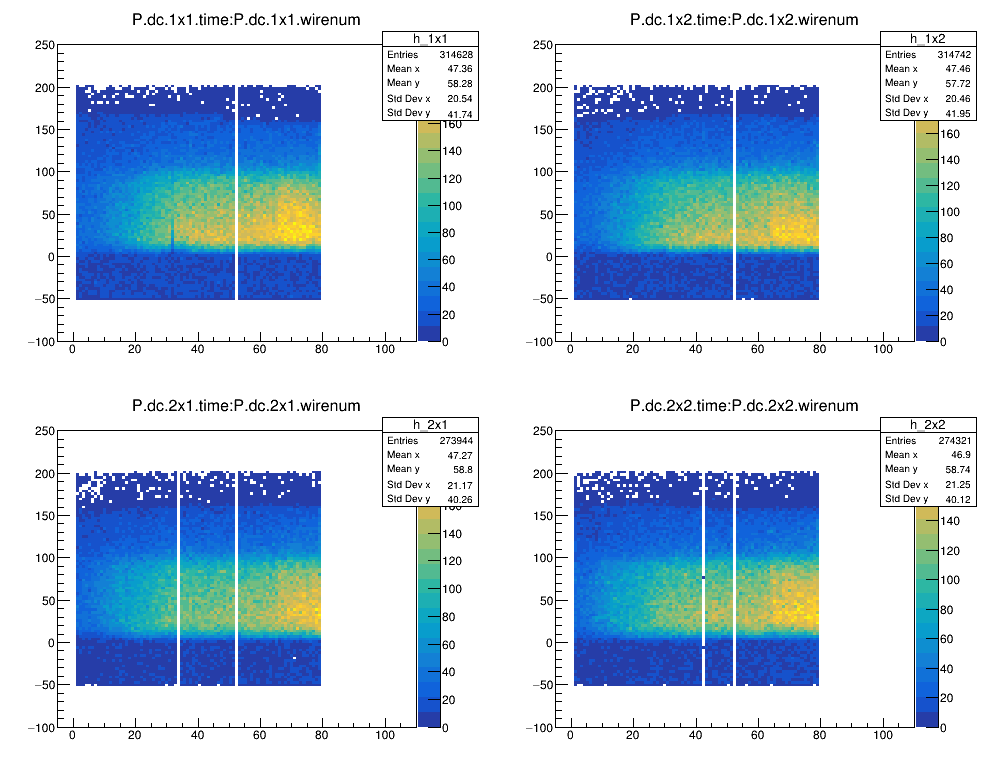 P.dc.1x1.time:P.dc.1x1.wirenum
h_1x1
Entries 314628
Mean x 47.36
Mean y 58.28
Std Dev x 20.54
Std Dev y 41.74
250
200
150
100
50
0
−50
−100
0 20 40 60 80 100
160
140
120
100
80
60
40
20
0
P.dc.1x2.time:P.dc.1x2.wirenum
h_1x2
Entries 314742
Mean x 47.46
Mean y 57.72
Std Dev x 20.46
Std Dev y 41.95
250
200
150
100
50
0
−50
−100
0 20 40 60 80 100
160
140
120
100
80
60
40
20
0
P.dc.2x1.time:P.dc.2x1.wirenum
h_2x1
Entries 273944
Mean x 47.27
Mean y 58.8
Std Dev x 21.17
Std Dev y 40.26
250
200
150
100
50
0
−50
−100
0 20 40 60 80 100
160
140
120
100
80
60
40
20
0
P.dc.2x2.time:P.dc.2x2.wirenum
h_2x2
Entries 274321
Mean x 46.9
Mean y 58.74
Std Dev x 21.25
Std Dev y 40.12
250
200
150
100
50
0
−50
−100
0 20 40 60 80 100
140
120
100
80
60
40
20
0